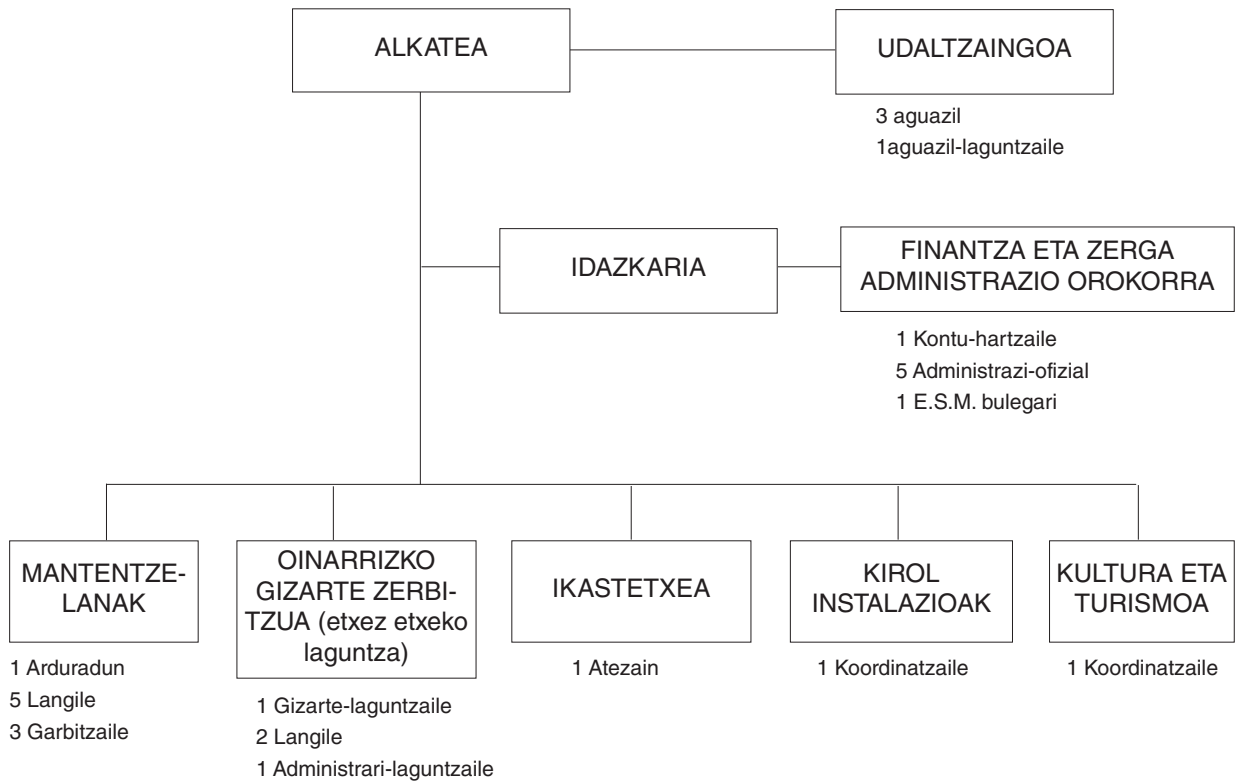 ALKATEA
UDALTZAINGOA
3 aguazil
1aguazil-laguntzaile
IDAZKARIA
FINANTZA ETA ZERGA
ADMINISTRAZIO OROKORRA
1 Kontu-hartzaile
5 Administrazi-ofizial
1 E.S.M. bulegari
MANTENTZE-
LANAK
1 Arduradun
5 Langile
3 Garbitzaile
OINARRIZKO
GIZARTE ZERBI-
TZUA (etxez etxeko
laguntza)
1 Gizarte-laguntzaile
2 Langile
1 Administrari-laguntzaile
IKASTETXEA
1 Atezain
KIROL
INSTALAZIOAK
1 Koordinatzaile
KULTURA ETA
TURISMOA
1 Koordinatzaile